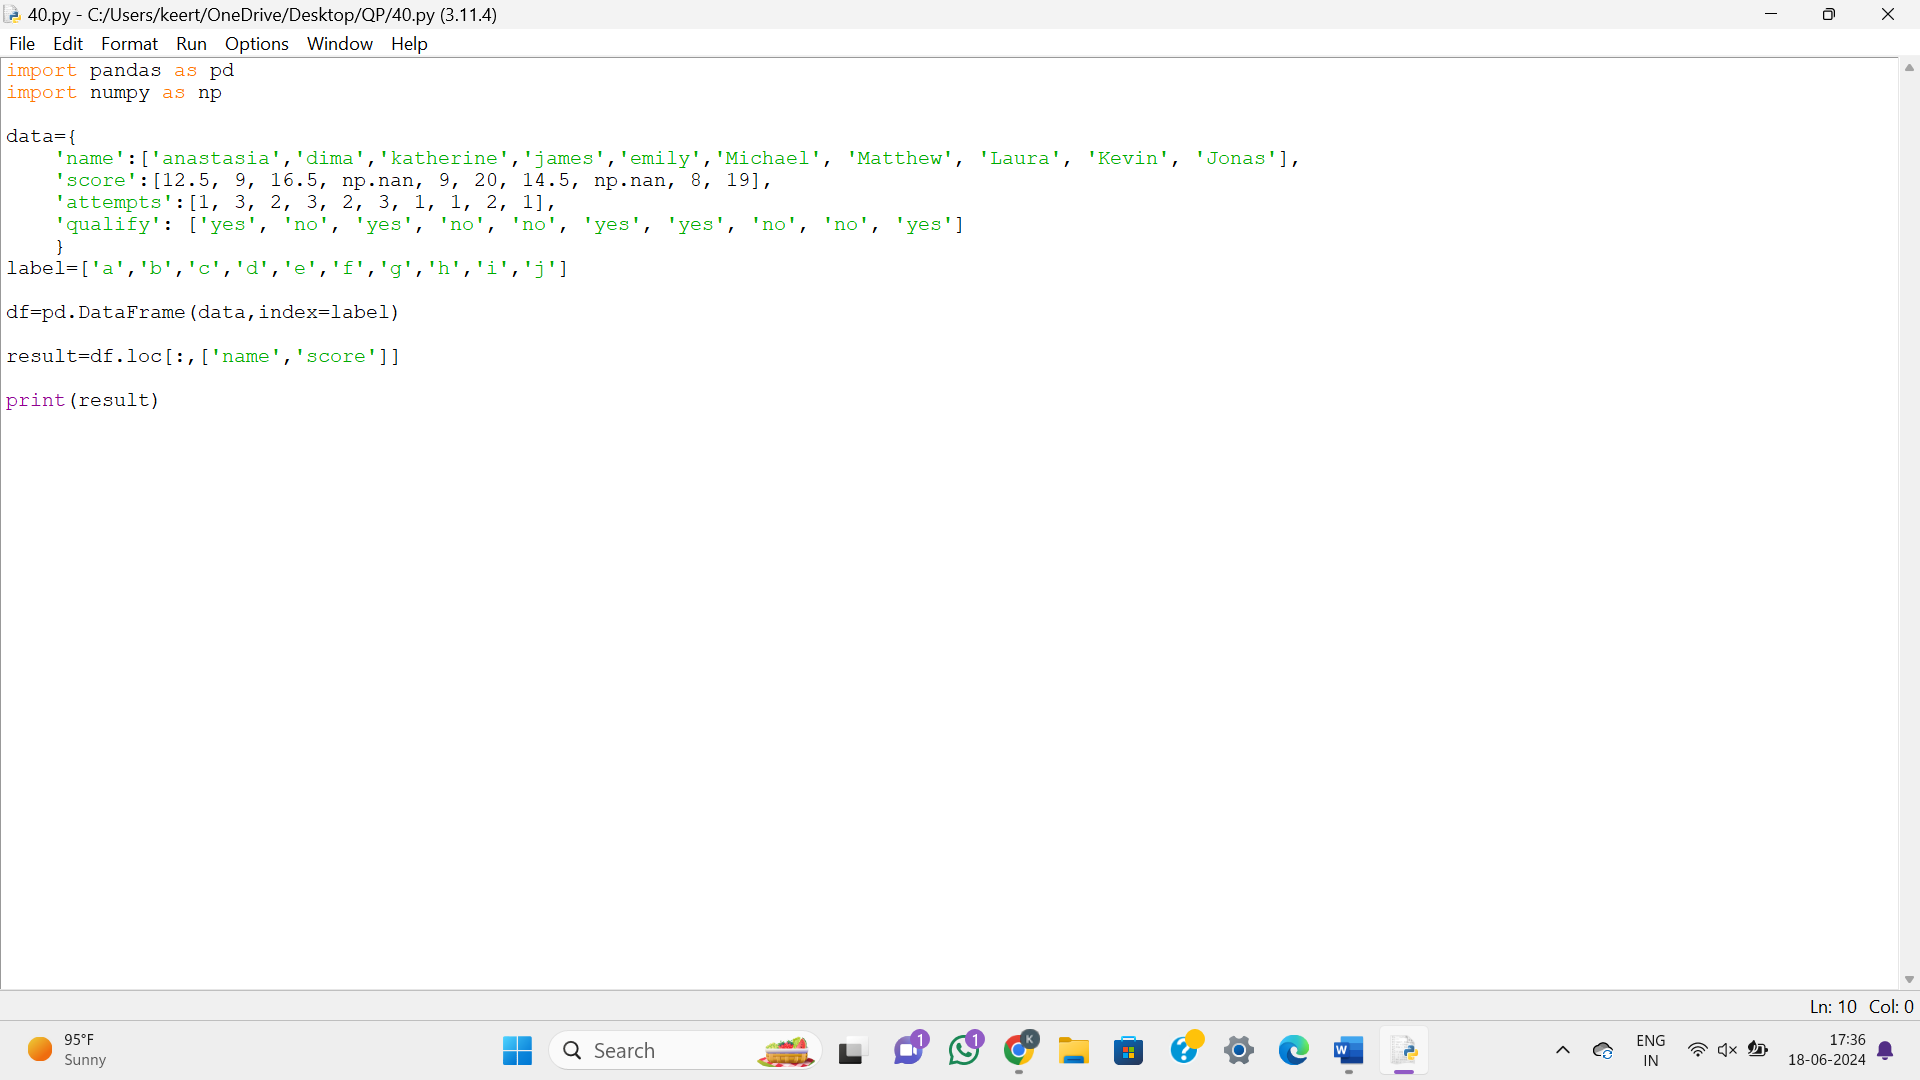 40.py - C:/Users/keert/OneDrive/Desktop/QP/40.py (3.11.4)
File Edit Format Run Options Window Help
import pandas as pd
import numpy as np
data={
    'name':['anastasia','dima','katherine','james','emily','Michael', 'Matthew', 'Laura', 'Kevin', 'Jonas'],
    'score':[12.5, 9, 16.5, np.nan, 9, 20, 14.5, np.nan, 8, 19],
    'attempts':[1, 3, 2, 3, 2, 3, 1, 1, 2, 1],
    'qualify': ['yes', 'no', 'yes', 'no', 'no', 'yes', 'yes', 'no', 'no', 'yes']
    }
label=['a','b','c','d','e','f','g','h','i','j']
df=pd.DataFrame(data,index=label)
result=df.loc[:,['name','score']]
print(result)
Ln: 10 Col: 0
95°F
Sunny
Search
1
1
K
W
ENG
IN
17:36
18-06-2024